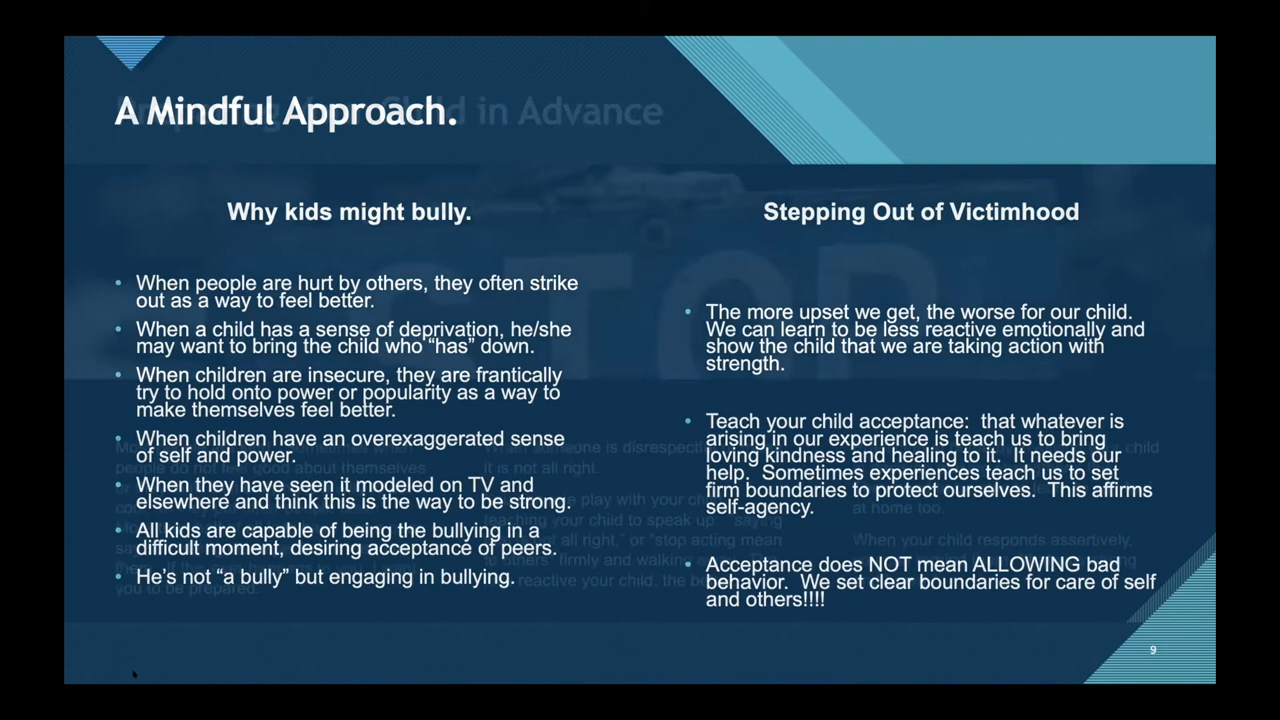 A Mindful Approach.
in Advance
Why kids might bully.
When people are hurt by others, they often strike
out as a way to feel better.
When a child has a sense of deprivation, he/she
may want to bring the child who “has” down.
When children are insecure, they are frantically
try to hold onto power or popularity as a way to
make themselves feel better.
When children have an overexaggerated sense
of self and power.
When they have seen it modeled on TV and
elsewhere and think this is the way to be strong.
All kids are capable of being the bullying in a
difficult moment, desiring acceptance of peers.
He’s not “a bully” but engaging in bullying.
Stepping Out of Victimhood
The more upset we get, the worse for our child.
We can learn to be less reactive emotionally and
show the child that we are taking action with
strength.
Teach your child acceptance:  that whatever is
arising in our experience is teach us to bring
loving kindness and healing to it.  It needs our
help.  Sometimes experiences teach us to set
firm boundaries to protect ourselves.  This affirms
self-agency.
Acceptance does NOT mean ALLOWING bad
behavior.  We set clear boundaries for care of self
and others!!!!
9